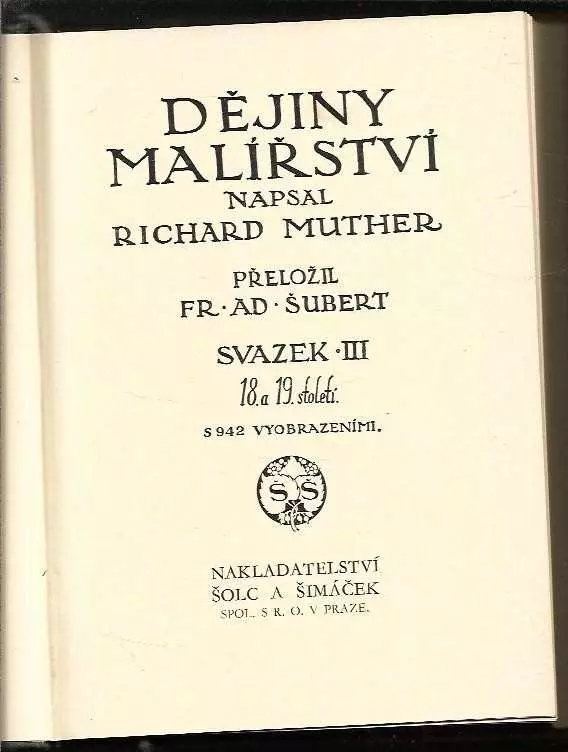 DĚJINY
MALÍŘSTVÍ
NAPSAL
RICHARD MUTHER
PŘELOŽIL
FR·AD·ŠUBERT
SVAZEK·III
18. a 19. století.
S 942 VYOBRAZENÍMI.
S Š
NAKLADATELSTVÍ
ŠOLC A ŠIMÁČEK
SPOL. S R. O. V PRAZE.